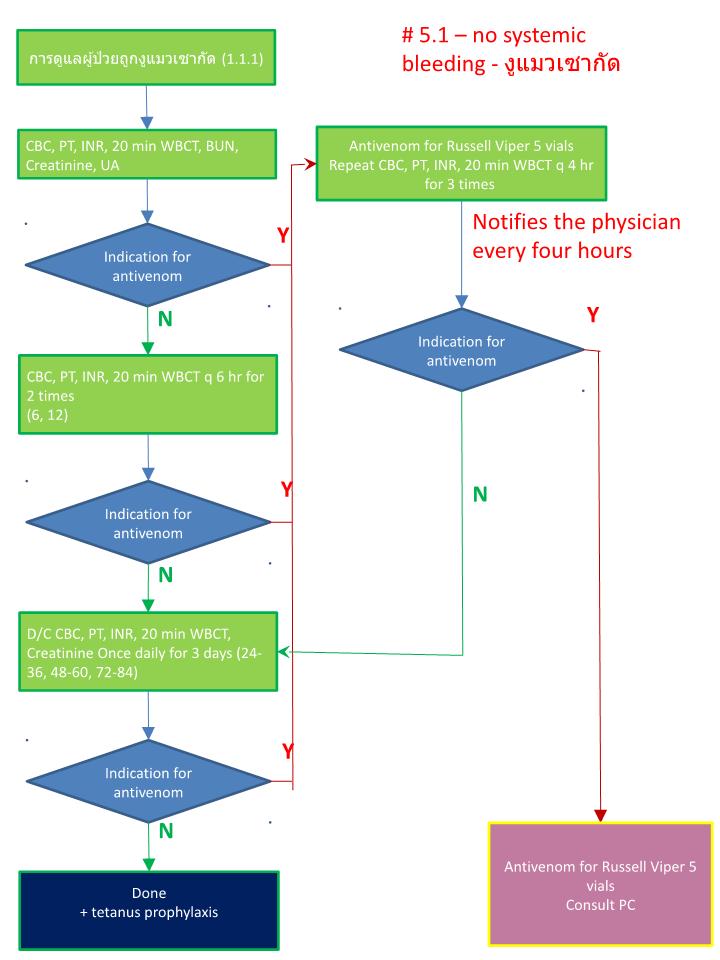 # 5.1 – no systemic
bleeding - งูแมวเซากัด
การดูแลผู้ป่วยถูกงูแมวเซากัด (1.1.1)
CBC, PT, INR, 20 min WBCT, BUN,
Creatinine, UA
Indication for
antivenom
Y
N
CBC, PT, INR, 20 min WBCT q 6 hr for
2 times
(6, 12)
Indication for
antivenom
Y
N
D/C CBC, PT, INR, 20 min WBCT,
Creatinine Once daily for 3 days (24-
36, 48-60, 72-84)
Indication for
antivenom
Y
N
Done
+ tetanus prophylaxis
Antivenom for Russell Viper 5 vials
Repeat CBC, PT, INR, 20 min WBCT q 4 hr
for 3 times
Notifies the physician
every four hours
Indication for
antivenom
Y
N
Antivenom for Russell Viper 5
vials
Consult PC